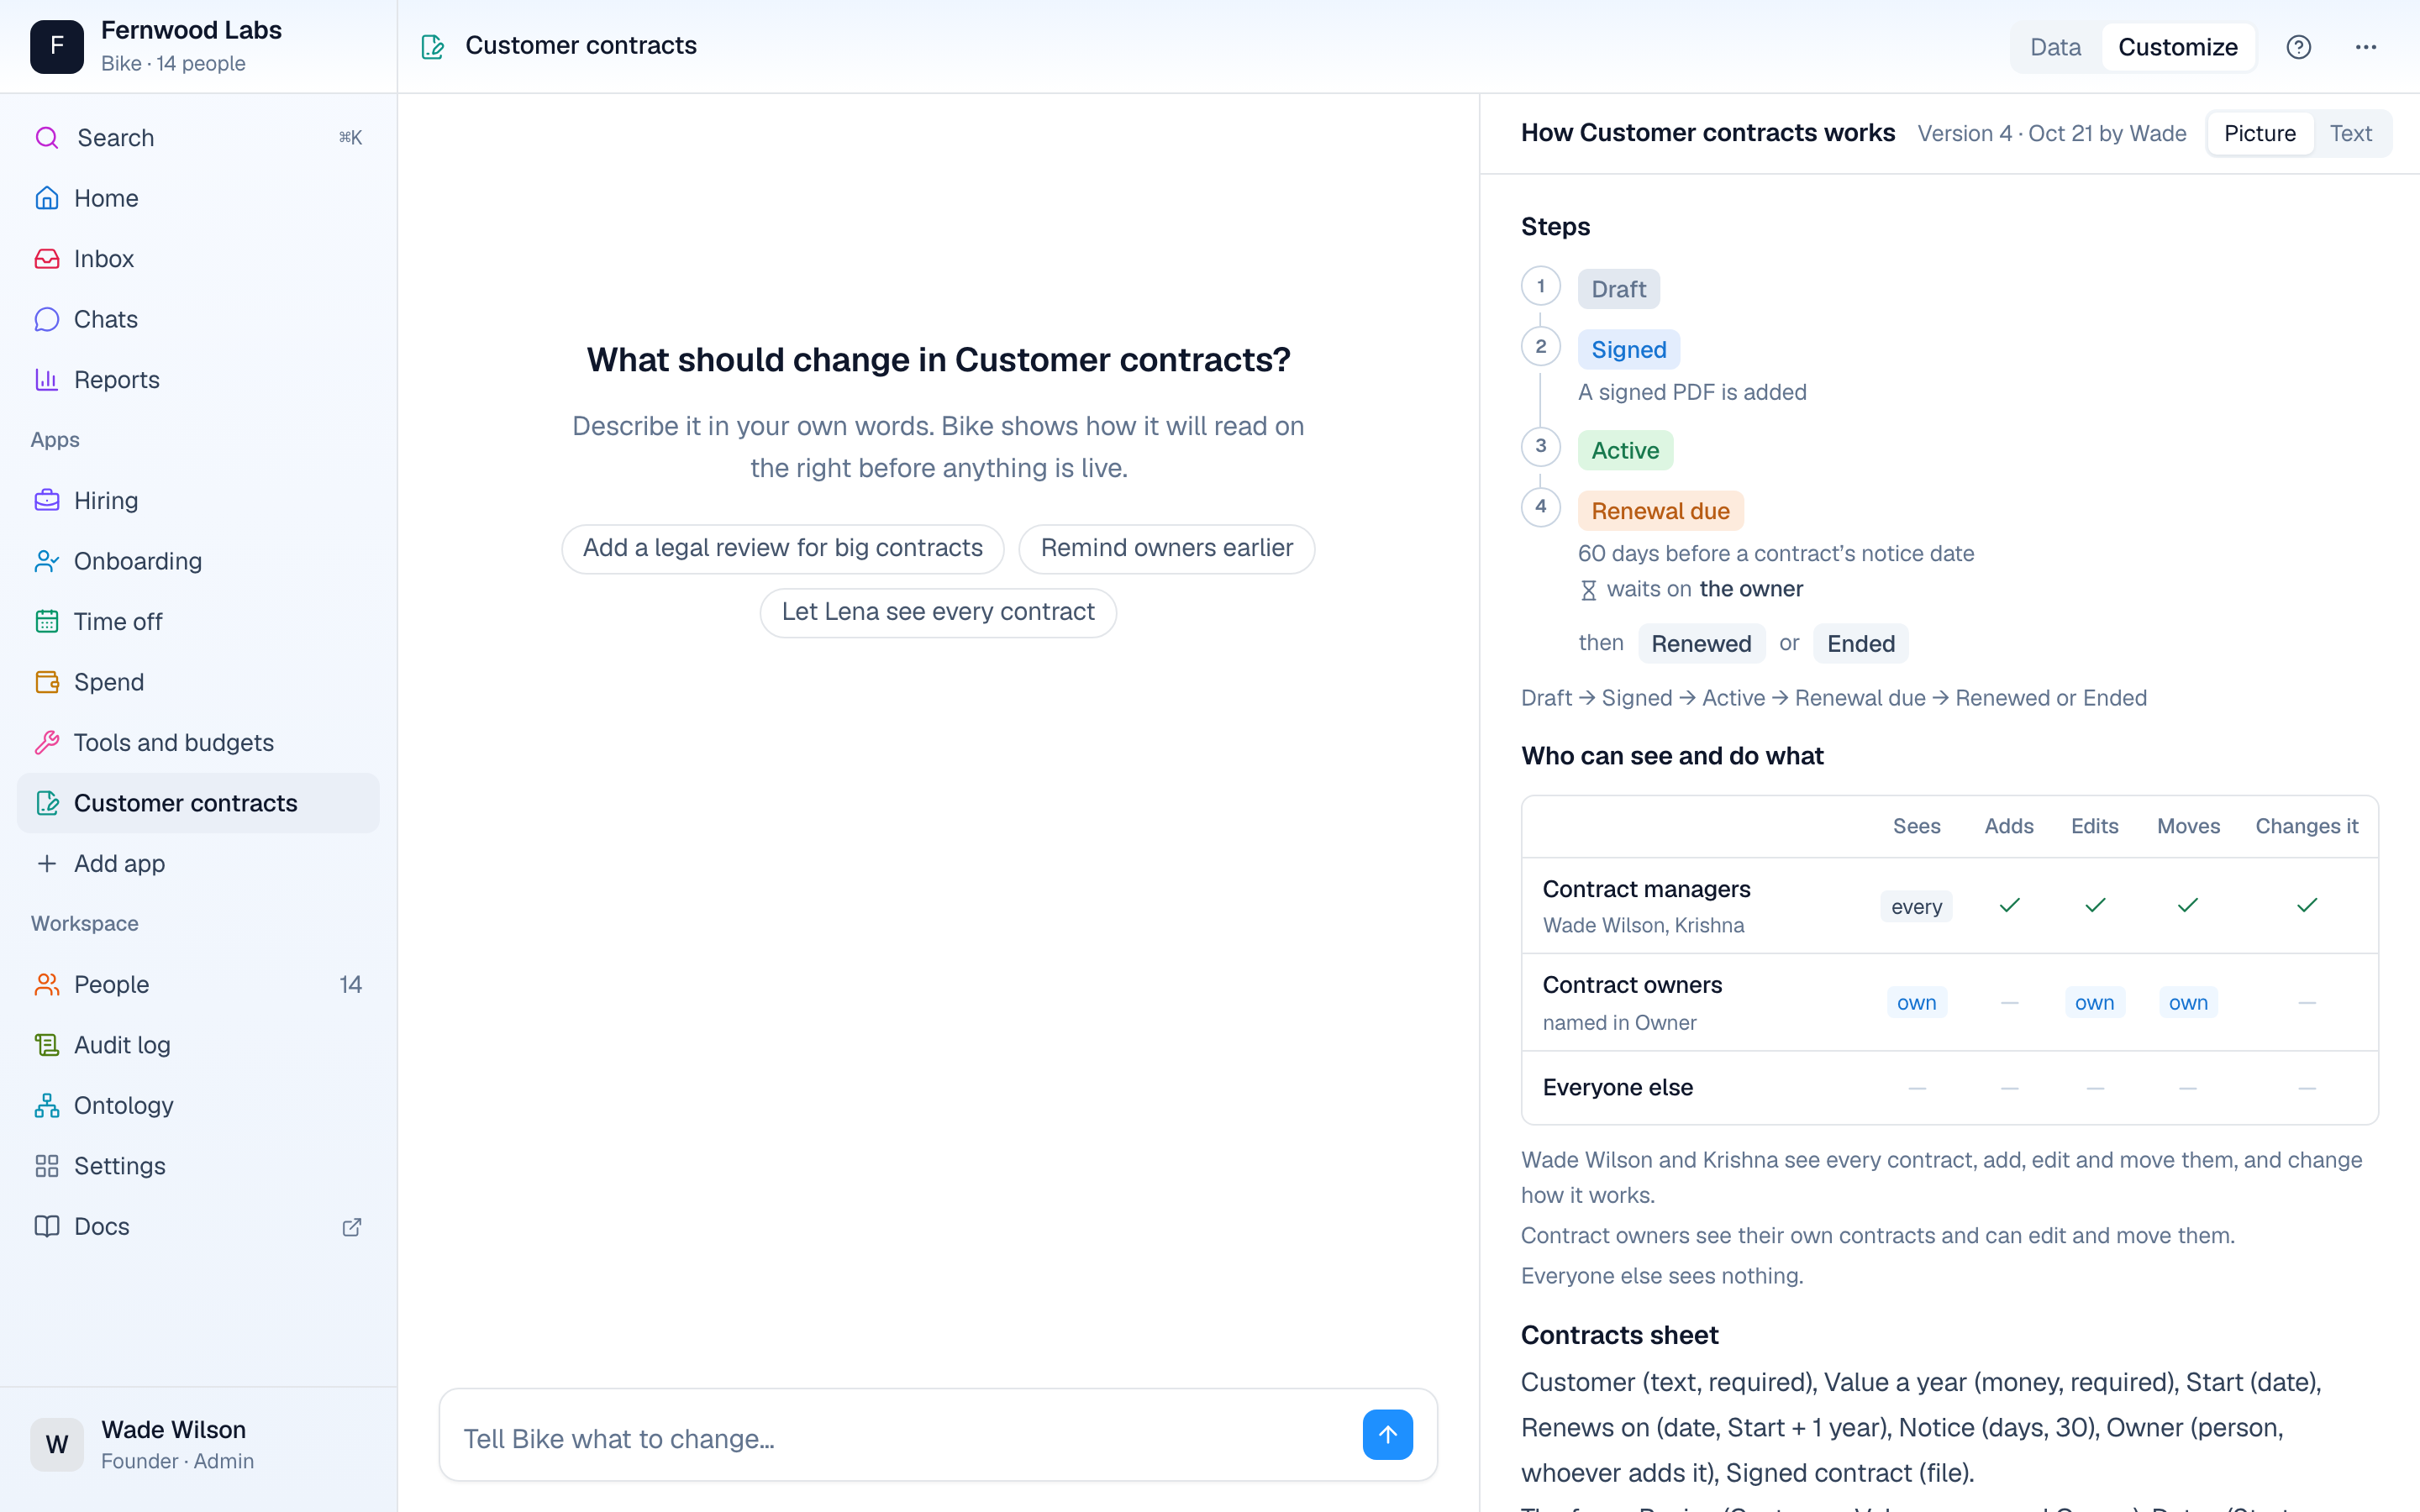 F
Fernwood Labs
Bike · 14 people
Search
⌘K
Home
Inbox
Chats
Reports
Apps
Hiring
Onboarding
Time off
Spend
Tools and budgets
Customer contracts
Add app
Workspace
People
14
Audit log
Ontology
Settings
Docs
W
Wade Wilson
Founder · Admin
Customer contracts
Data
Customize
What should change in Customer contracts?
Describe it in your own words. Bike shows how it will read on
the right before anything is live.
Add a legal review for big contracts
Remind owners earlier
Let Lena see every contract
Tell Bike what to change...
How Customer contracts works
Version 4 · Oct 21 by Wade
Picture
Text
Steps
1 Draft
2 Signed
A signed PDF is added
3 Active
4 Renewal due
60 days before a contract’s notice date
waits on the owner
then Renewed or Ended
Draft → Signed → Active → Renewal due → Renewed or Ended
Who can see and do what
Sees Adds Edits Moves Changes it
Contract managers
every
Wade Wilson, Krishna
Contract owners
own — own own —
named in Owner
Everyone else
— — — — —
Wade Wilson and Krishna see every contract, add, edit and move them, and change
how it works.
Contract owners see their own contracts and can edit and move them.
Everyone else sees nothing.
Contracts sheet
Customer (text, required), Value a year (money, required), Start (date),
Renews on (date, Start + 1 year), Notice (days, 30), Owner (person,
whoever adds it), Signed contract (file).